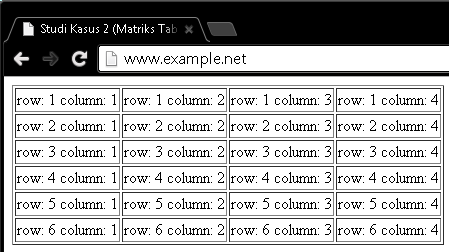 Studi Kasus 2 (Matriks Tab
www.example.net
row: 1 column: 1 row: 1 column: 2 row: 1 column: 3 row: 1 column: 4
row: 2 column: 1 row: 2 column: 2 row: 2 column: 3 row: 2 column: 4
row: 3 column: 1 row: 3 column: 2 row: 3 column: 3 row: 3 column: 4
row: 4 column: 1 row: 4 column: 2 row: 4 column: 3 row: 4 column: 4
row: 5 column: 1 row: 5 column: 2 row: 5 column: 3 row: 5 column: 4
row: 6 column: 1 row: 6 column: 2 row: 6 column: 3 row: 6 column: 4